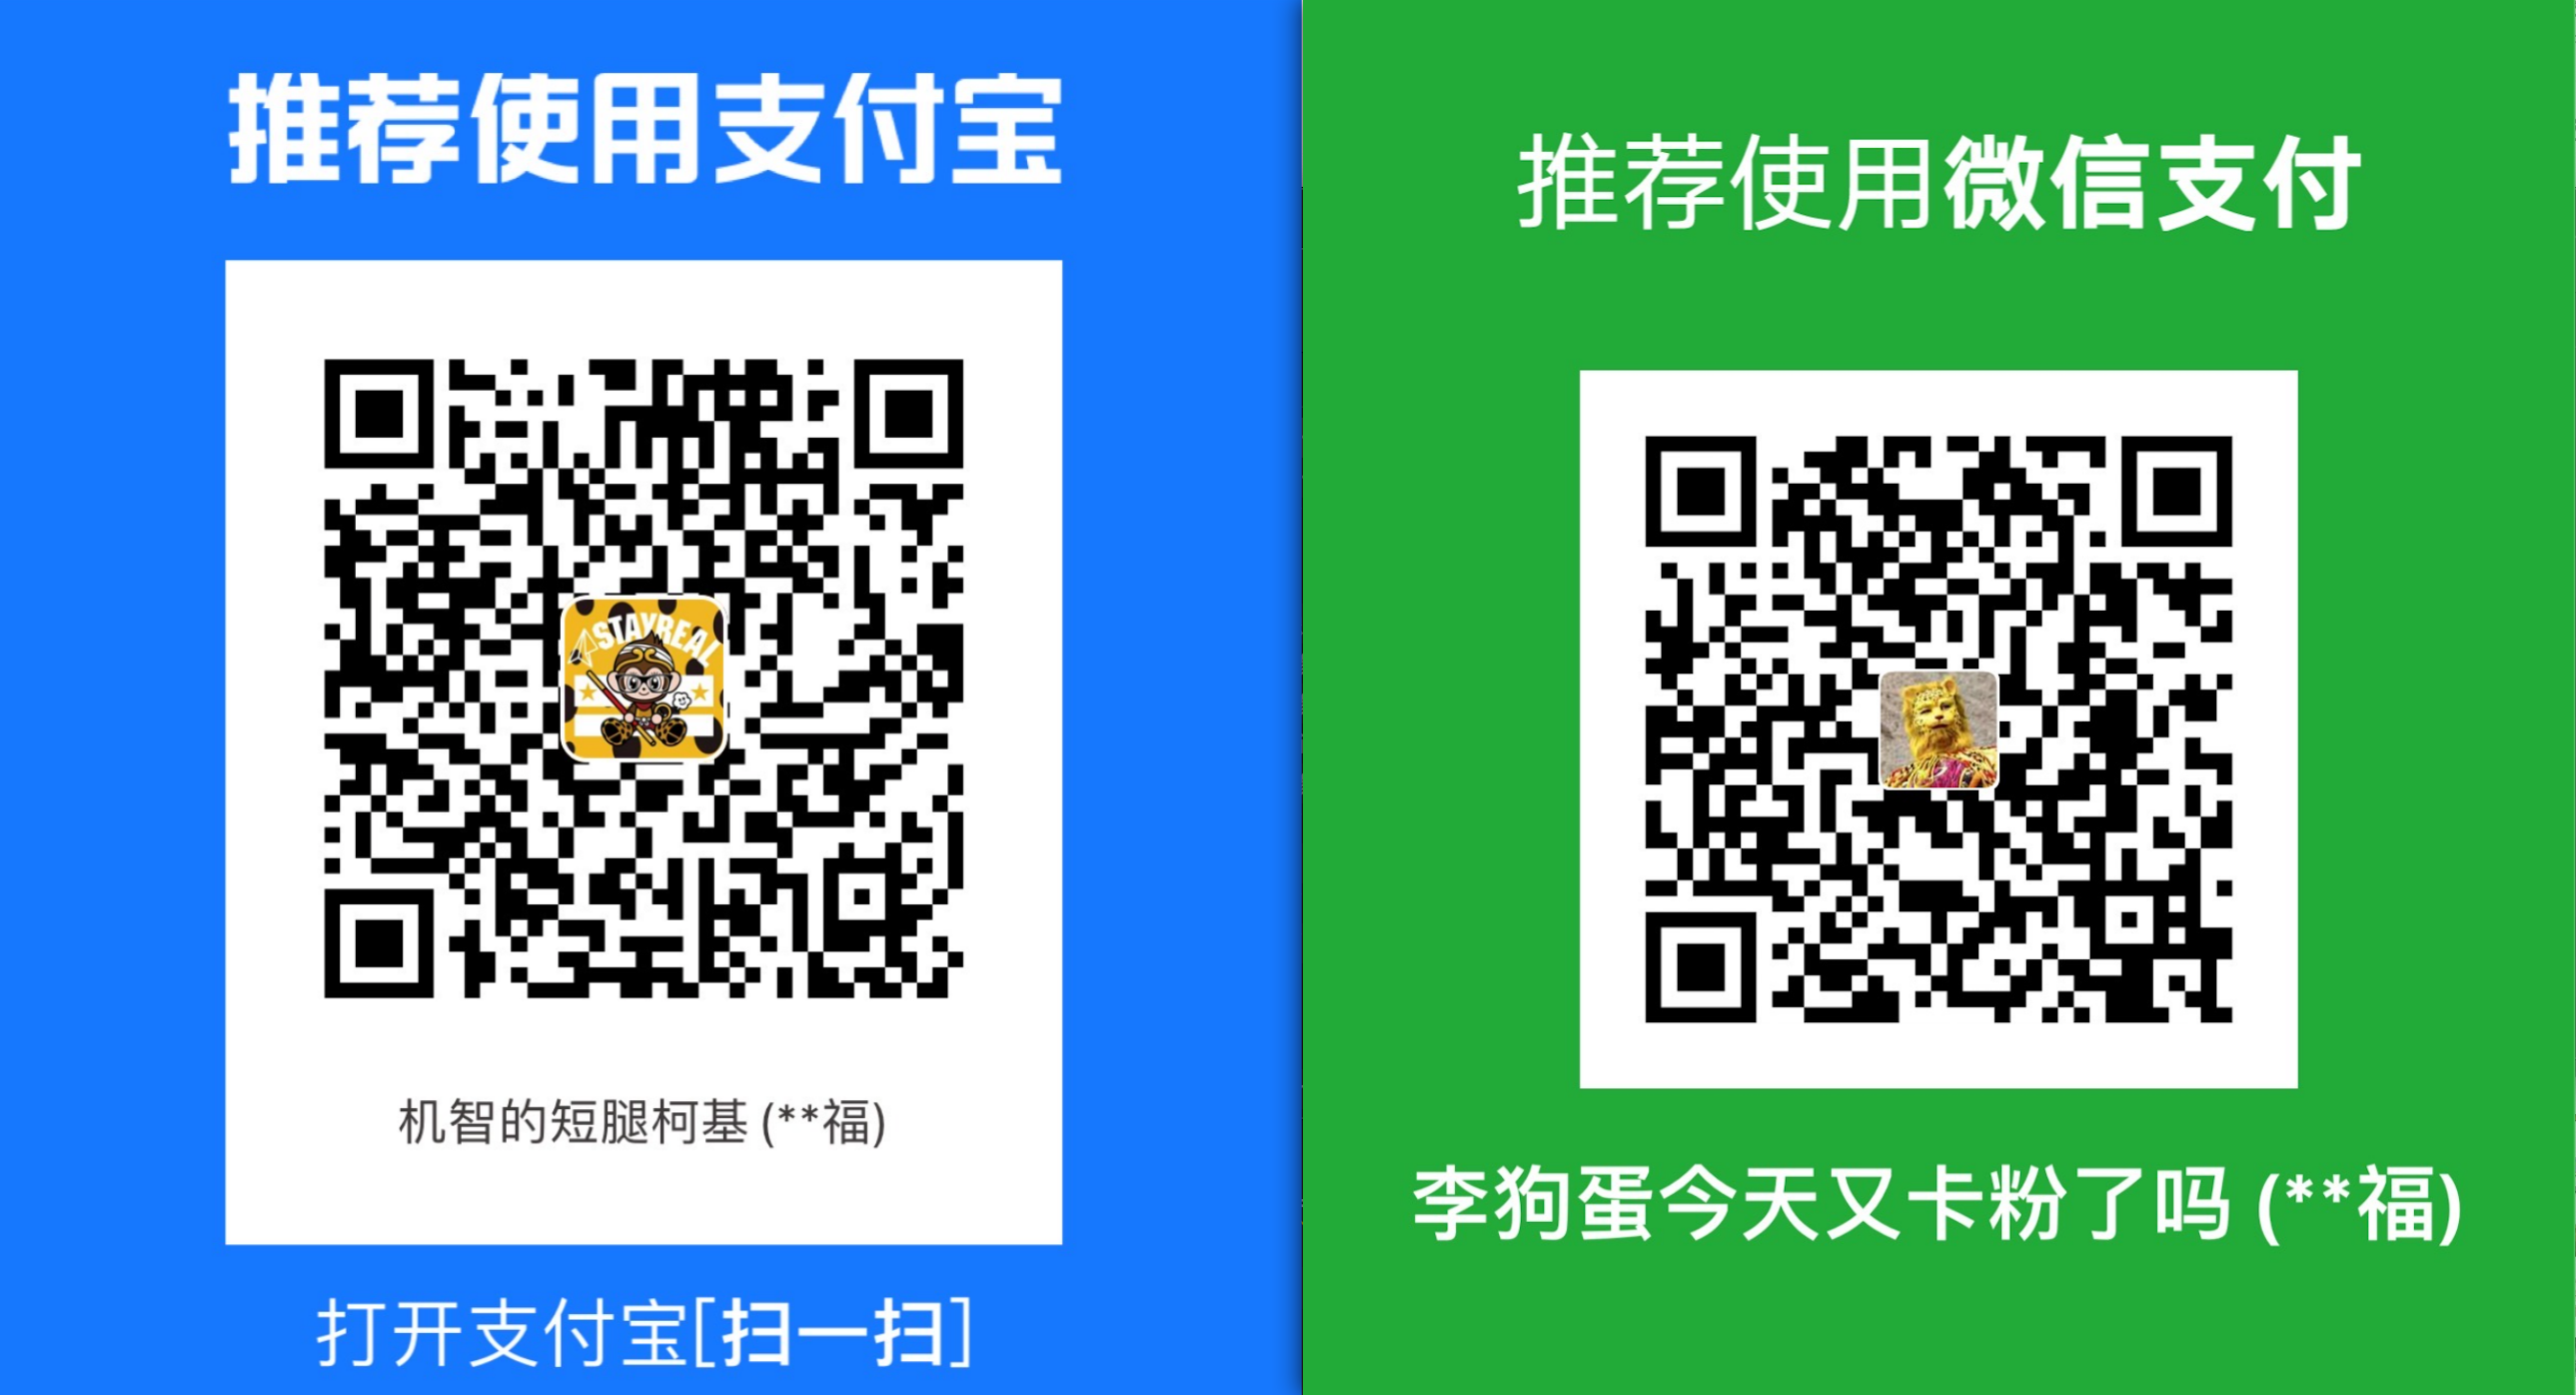 推荐使用支付宝
STAYREAL
机智的短腿柯基 (**福)
打开支付宝[扫一扫]
推荐使用微信支付
李狗蛋今天又卡粉了吗 (**福)